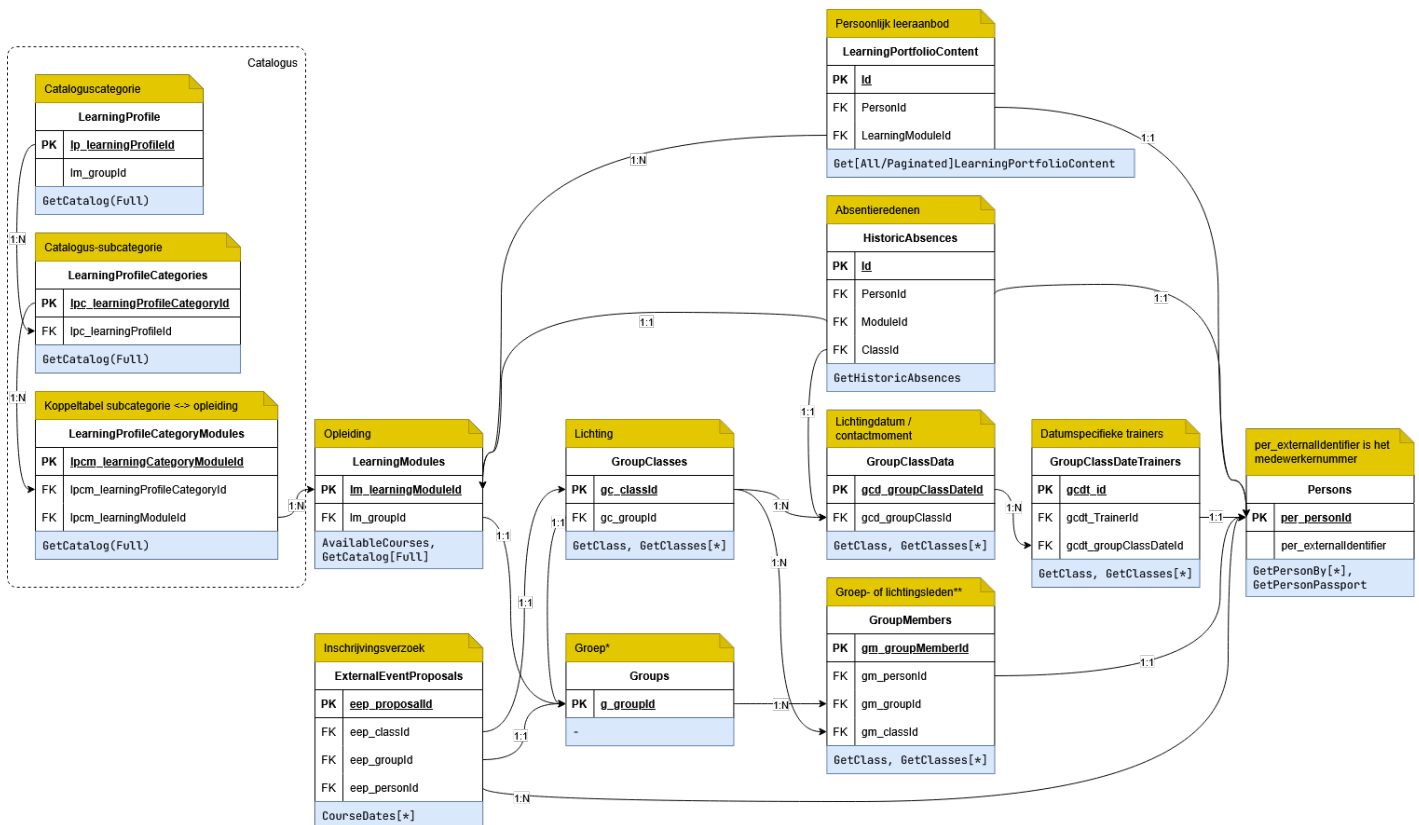 Catalogus
Cataloguscategorie
LearningProfile
PK lp_learningProfileId
lm_groupId
GetCatalog(Full)
1:N
Catalogus-subcategorie
LearningProfileCategories
PK lpc_learningProfileCategoryId
FK lpc_learningProfileId
GetCatalog(Full)
1:N
Koppeltabel subcategorie <-> opleiding
LearningProfileCategoryModules
PK lpcm_learningCategoryModuleId
FK lpcm_learningProfileCategoryId
FK lpcm_learningModuleId
GetCatalog(Full)
1:N
Opleiding
LearningModules
PK lm_learningModuleId
FK lm_groupId
AvailableCourses,
GetCatalog[Full]
1:1
Inschrijvingsverzoek
ExternalEventProposals
PK eep_proposalId
FK eep_classId
FK eep_groupId
FK eep_personId
CourseDates[*]
1:1
1:1
1:N
Lichting
GroupClasses
PK gc_classId
FK gc_groupId
GetClass, GetClasses[*]
1:1
1:N
1:N
Groep*
Groups
PK g_groupId
-
1:N
Persoonlijk leeraanbod
LearningPortfolioContent
PK Id
FK PersonId
FK LearningModuleId
Get[All/Paginated]LearningPortfolioContent
1:N
1:1
Absentieredenen
HistoricAbsences
PK Id
FK PersonId
FK ModuleId
FK ClassId
GetHistoricAbsences
1:1
1:1
1:1
Lichtingdatum /
contactmoment
GroupClassData
PK gcd_groupClassDateId
FK gcd_groupClassId
GetClass, GetClasses[*]
1:N
Groep- of lichtingsleden**
GroupMembers
PK gm_groupMemberId
FK gm_personId
FK gm_groupId
FK gm_classId
GetClass, GetClasses[*]
1:1
Datumspecifieke trainers
GroupClassDateTrainers
PK gcdt_id
FK gcdt_TrainerId
FK gcdt_groupClassDateId
GetClass, GetClasses[*]
1:1
per_externalIdentifier is het
medewerkernummer
Persons
PK per_personId
per_externalIdentifier
GetPersonBy[*],
GetPersonPassport